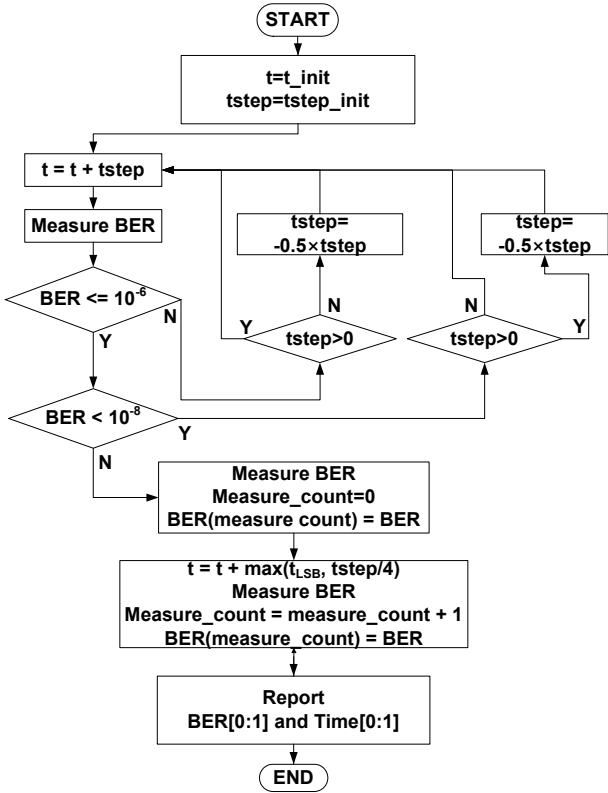 START
t=t_init
tstep=tstep_init
t = t + tstep
Measure BER
tstep=
-0.5×tstep
tstep=
-0.5×tstep
BER <= 10⁻⁶
N
Y
Y
N
tstep>0
N
Y
tstep>0
BER < 10⁻⁸
Y
N
Measure BER
Measure_count=0
BER(measure count) = BER
t = t + max(t_LSB, tstep/4)
Measure BER
Measure_count = measure_count + 1
BER(measure_count) = BER
Report
BER[0:1] and Time[0:1]
END